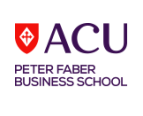 ACU
PETER FABER
BUSINESS SCHOOL